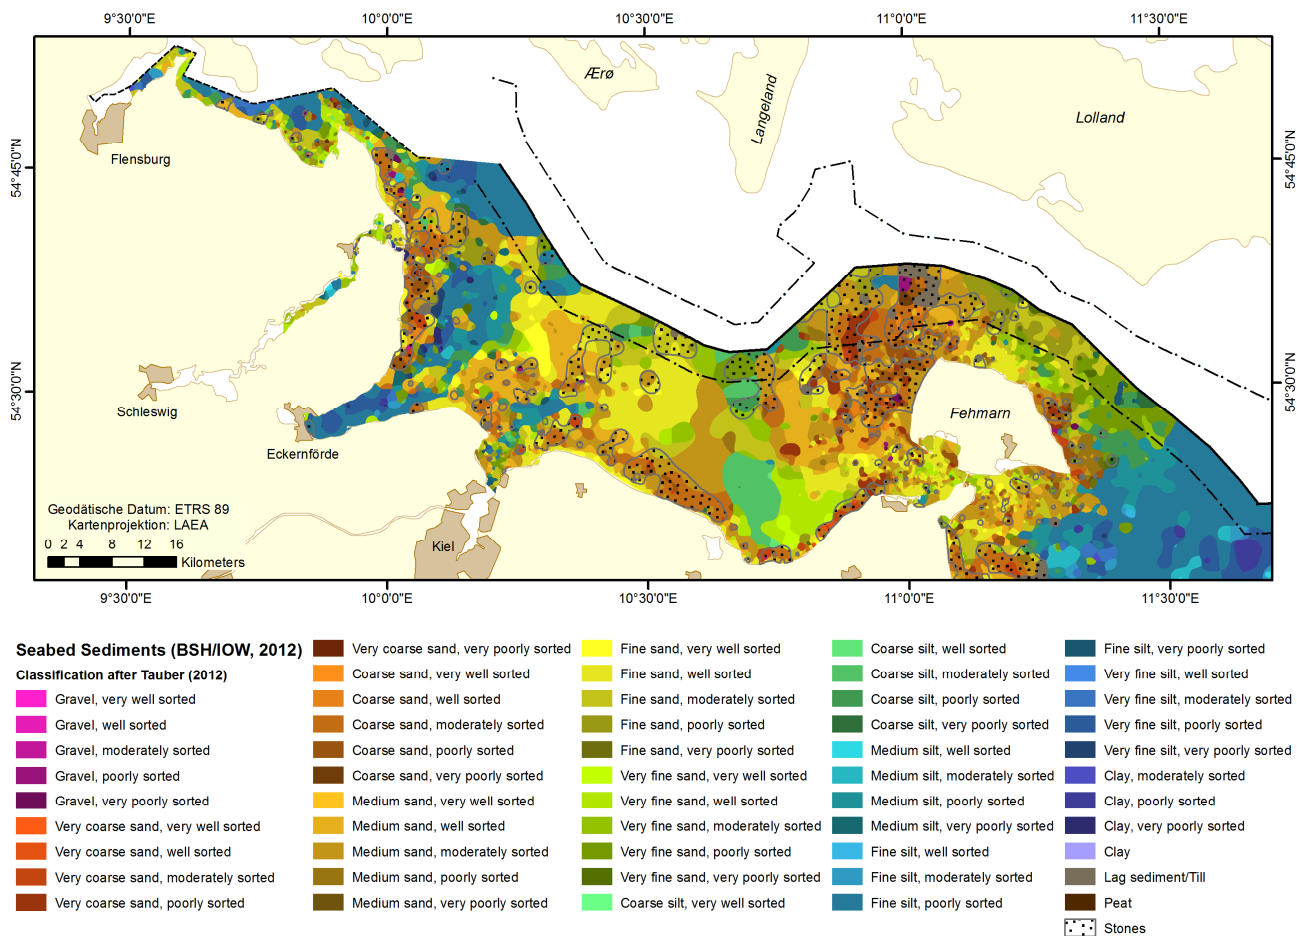 9°30'0"E
10°0'0"E
10°30'0"E
11°0'0"E
11°30'0"E
54°45'0"N
54°45'0"N
54°30'0"N
54°30'0"N
Ærø
Langeland
Lolland
Flensburg
Schleswig
Eckernförde
Fehmarn
Kiel
Geodätische Datum: ETRS 89
Kartenprojektion: LAEA
0 2 4 8 12 16
Kilometers
9°30'0"E
10°0'0"E
10°30'0"E
11°0'0"E
11°30'0"E
Seabed Sediments (BSH/IOW, 2012)
Classification after Tauber (2012)
Gravel, very well sorted
Gravel, well sorted
Gravel, moderately sorted
Gravel, poorly sorted
Gravel, very poorly sorted
Very coarse sand, very well sorted
Very coarse sand, well sorted
Very coarse sand, moderately sorted
Very coarse sand, poorly sorted
Very coarse sand, very poorly sorted
Coarse sand, very well sorted
Coarse sand, well sorted
Coarse sand, moderately sorted
Coarse sand, poorly sorted
Coarse sand, very poorly sorted
Medium sand, very well sorted
Medium sand, well sorted
Medium sand, moderately sorted
Medium sand, poorly sorted
Medium sand, very poorly sorted
Fine sand, very well sorted
Fine sand, well sorted
Fine sand, moderately sorted
Fine sand, poorly sorted
Fine sand, very poorly sorted
Very fine sand, very well sorted
Very fine sand, well sorted
Very fine sand, moderately sorted
Very fine sand, poorly sorted
Very fine sand, very poorly sorted
Coarse silt, very well sorted
Coarse silt, well sorted
Coarse silt, moderately sorted
Coarse silt, poorly sorted
Coarse silt, very poorly sorted
Medium silt, well sorted
Medium silt, moderately sorted
Medium silt, poorly sorted
Medium silt, very poorly sorted
Fine silt, well sorted
Fine silt, moderately sorted
Fine silt, poorly sorted
Fine silt, very poorly sorted
Very fine silt, well sorted
Very fine silt, moderately sorted
Very fine silt, poorly sorted
Very fine silt, very poorly sorted
Clay, moderately sorted
Clay, poorly sorted
Clay, very poorly sorted
Clay
Lag sediment/Till
Peat
Stones